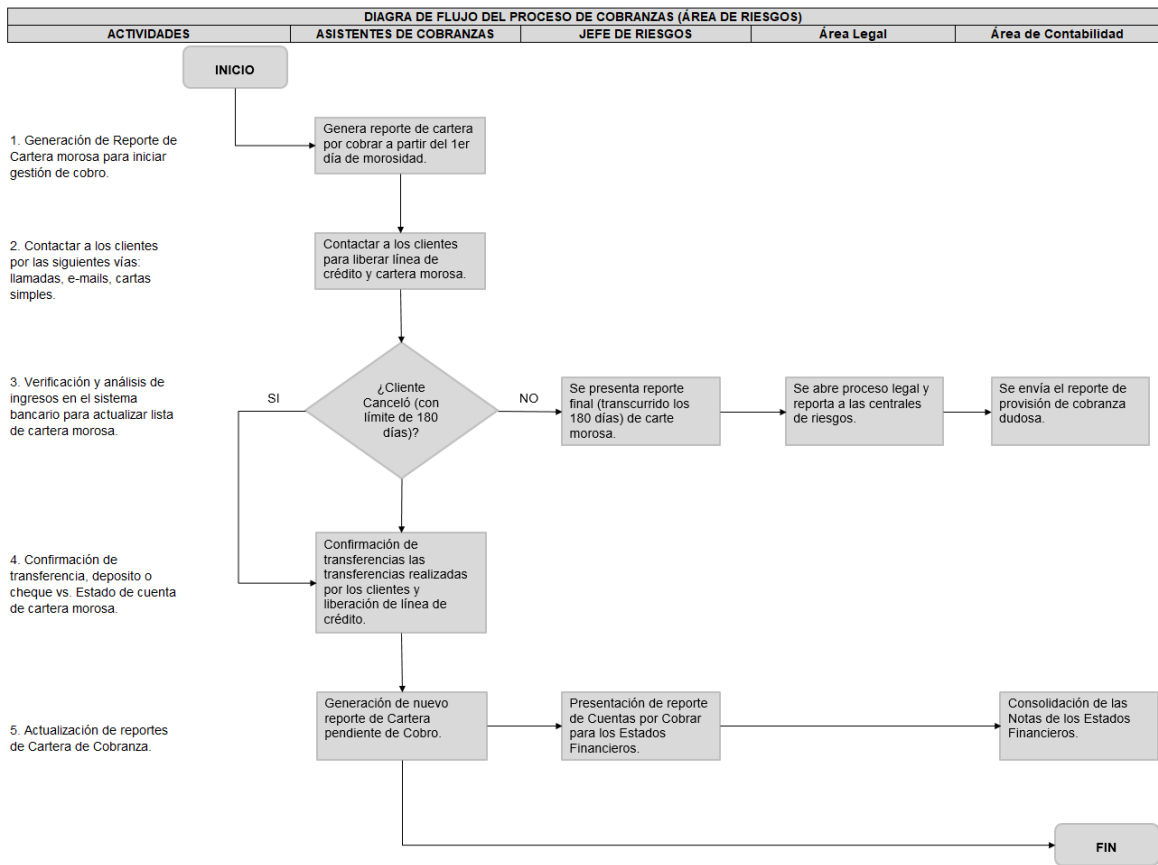 DIAGRA DE FLUJO DEL PROCESO DE COBRANZAS (ÁREA DE RIESGOS)
ACTIVIDADES
ASISTENTES DE COBRANZAS
JEFE DE RIESGOS
Área Legal
Área de Contabilidad
INICIO
1. Generación de Reporte de
Cartera morosa para iniciar
gestión de cobro.
Genera reporte de cartera
por cobrar a partir del 1er
día de morosidad.
2. Contactar a los clientes
por las siguientes vías:
llamadas, e-mails, cartas
simples.
Contactar a los clientes
para liberar línea de
crédito y cartera morosa.
3. Verificación y análisis de
ingresos en el sistema
bancario para actualizar lista
de cartera morosa.
SI
¿Cliente
Canceló (con
límite de 180
días)?
NO
Se presenta reporte
final (transcurrido los
180 días) de carte
morosa.
Se abre proceso legal y
reporta a las centrales
de riesgos.
Se envía el reporte de
provisión de cobranza
dudosa.
4. Confirmación de
transferencia, deposito o
cheque vs. Estado de cuenta
de cartera morosa.
Confirmación de
transferencias las
transferencias realizadas
por los clientes y
liberación de línea de
crédito.
5. Actualización de reportes
de Cartera de Cobranza.
Generación de nuevo
reporte de Cartera
pendiente de Cobro.
Presentación de reporte
de Cuentas por Cobrar
para los Estados
Financieros.
Consolidación de las
Notas de los Estados
Financieros.
FIN